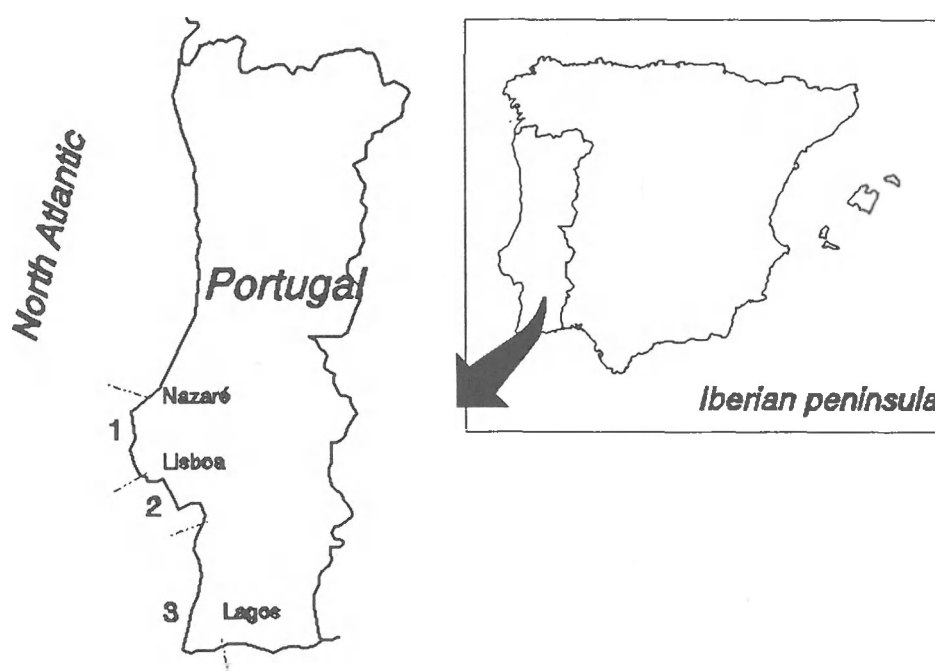 North Atlantic
Portugal
Nazaré
1
Lisboa
2
3
Lagos
Iberian peninsula